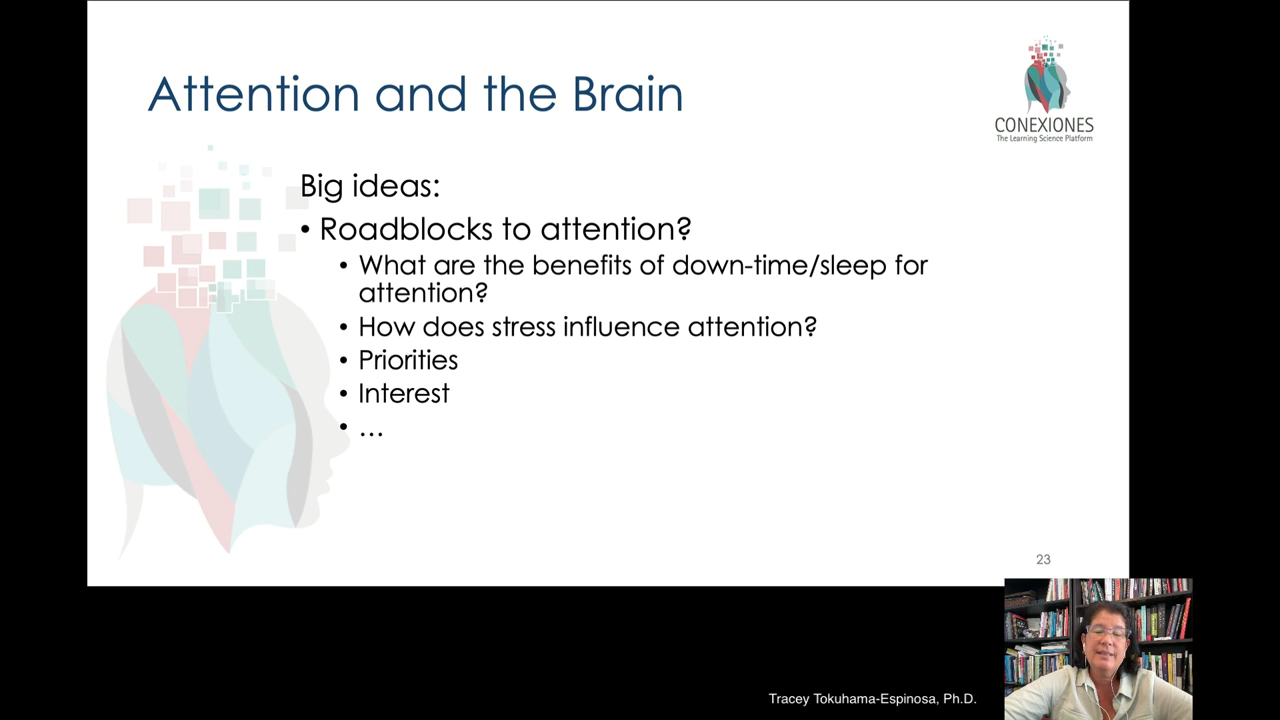 Attention and the Brain
CONEXIONES
The Learning Science Platform
Big ideas:
• Roadblocks to attention?
• What are the benefits of down-time/sleep for
attention?
• How does stress influence attention?
• Priorities
• Interest
• ...
23
Tracey Tokuhama-Espinosa, Ph.D.